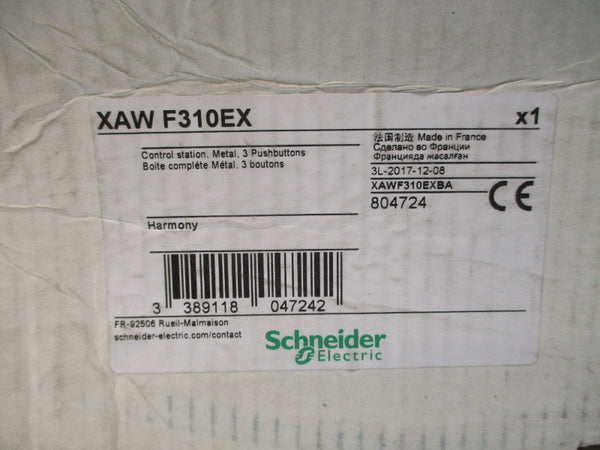 XAW F310EX x1
Control station, Metal, 3 Pushbuttons
Boite complète Métal, 3 boutons
法国制造 Made in France
Сделано во Франции
Францияда жасалған
3L-2017-12-08
XAWF310EXBA
804724
CE
Harmony
3 389118 047242
FR-92506 Rueil-Malmaison
schneider-electric.com/contact
Schneider
Electric